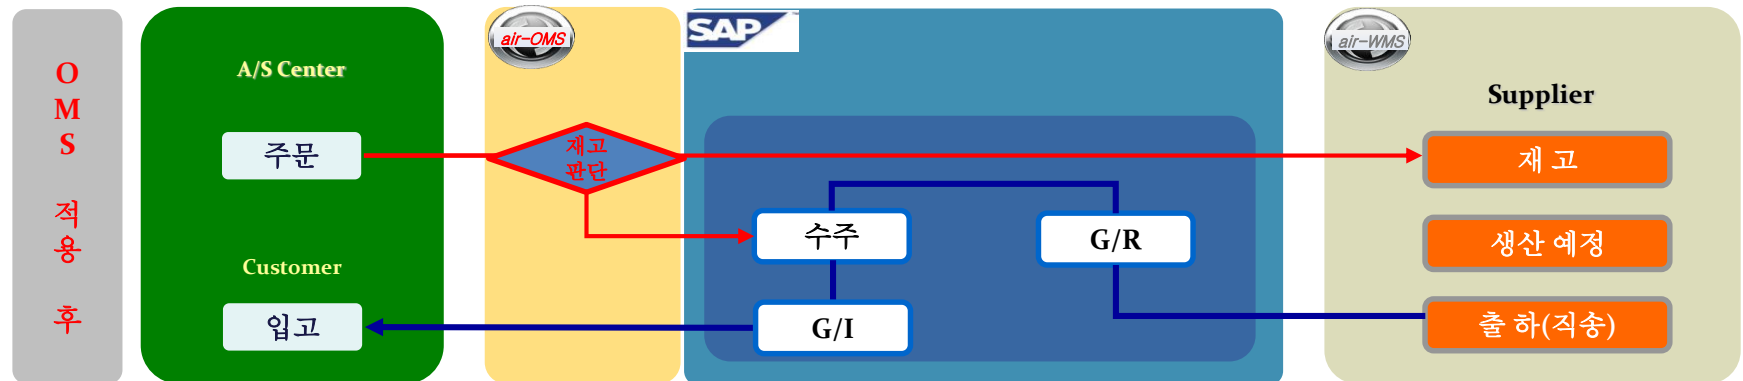 O
M
S
적
용
후
A/S Center
주문
Customer
입고
air-OMS
재고
판단
SAP
수주
G/R
G/I
air-WMS
Supplier
재 고
생산 예정
출 하(직송)